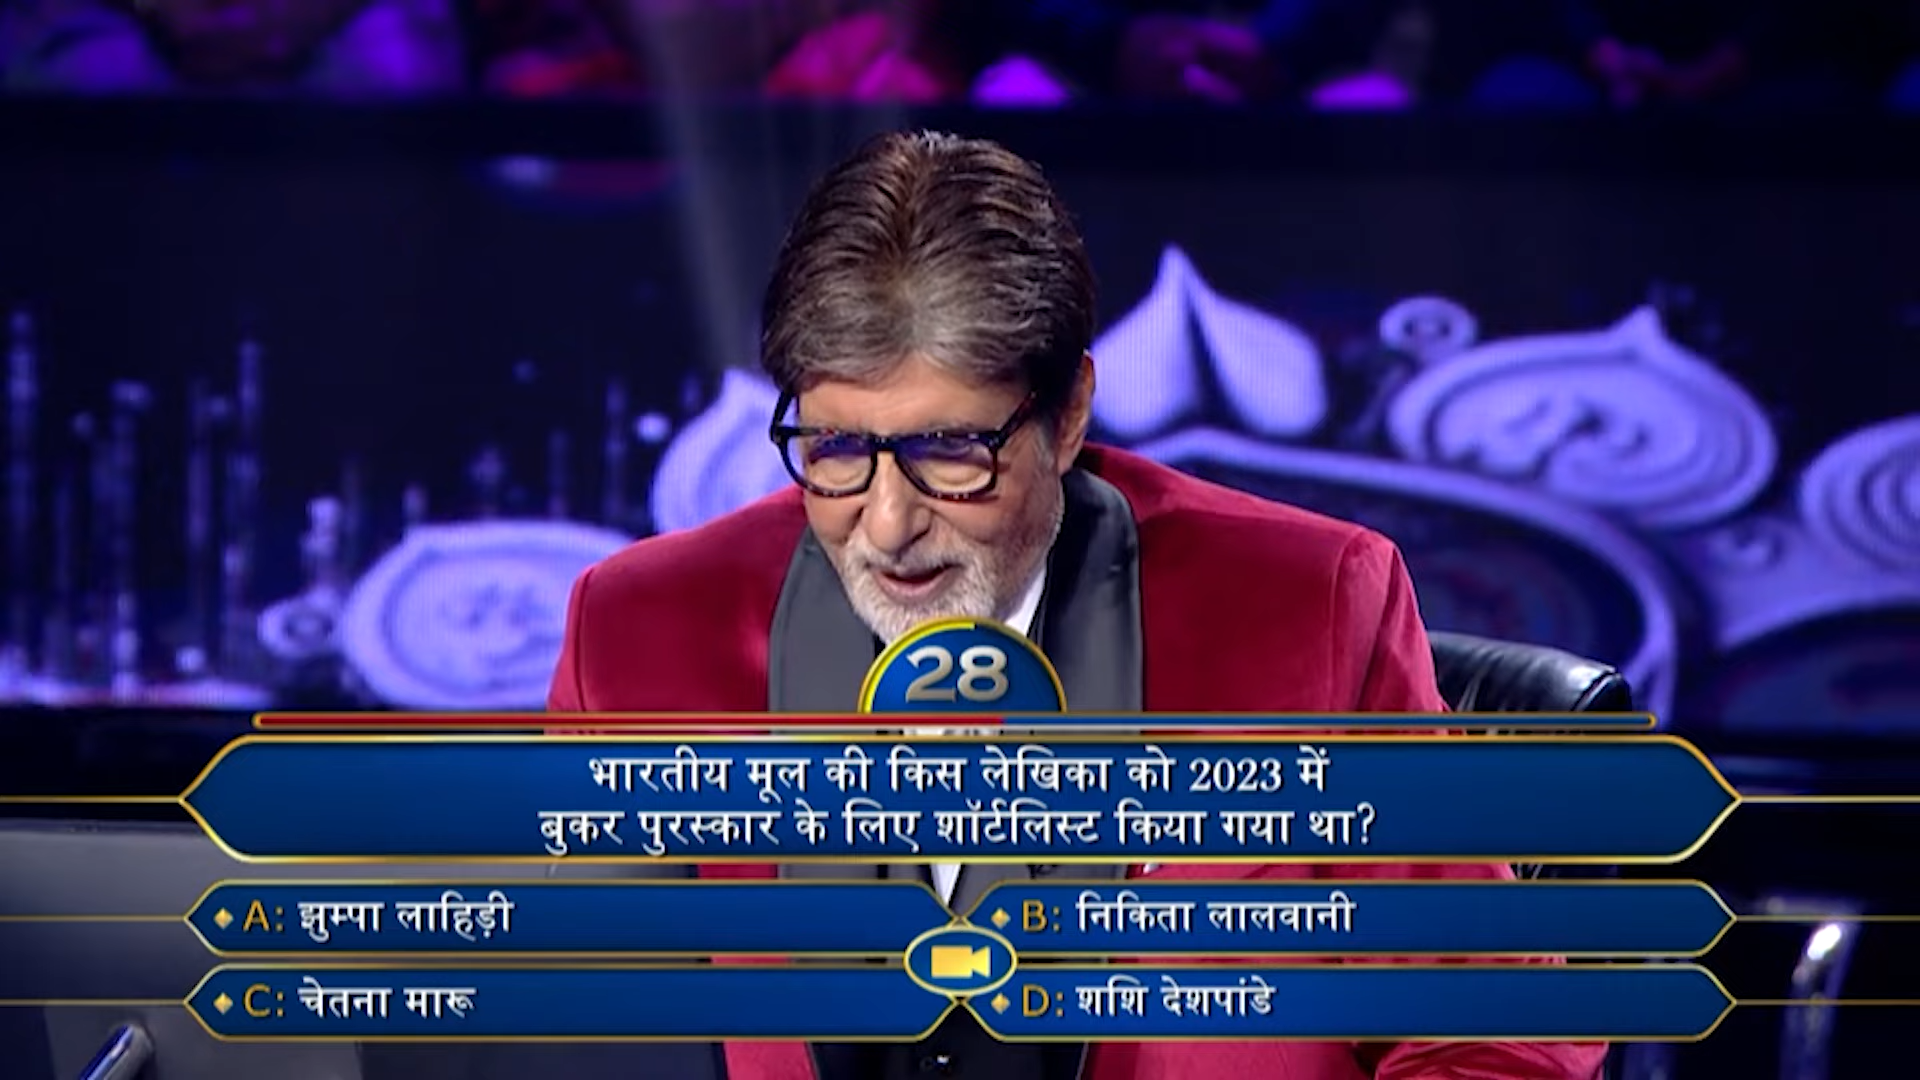 28
भारतीय मूल की किस लेखिका को 2023 में
बुकर पुरस्कार के लिए शॉर्टलिस्ट किया गया था?
A: झुम्पा लाहिड़ी
B: निकिता लालवानी
C: चेतना मारू
D: शशि देशपांडे